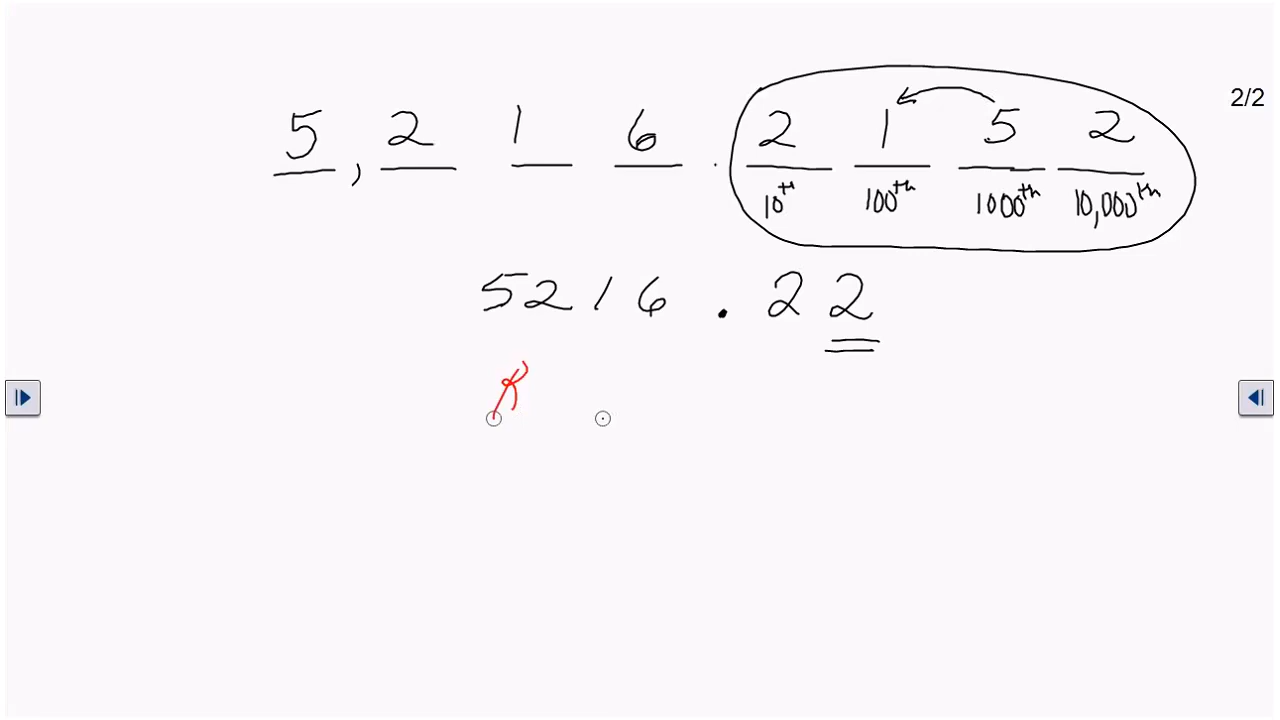 2/2
5, 2 1 6 . 2 1 5 2
10th 100th 1000th 10,000th
5216 . 22
R